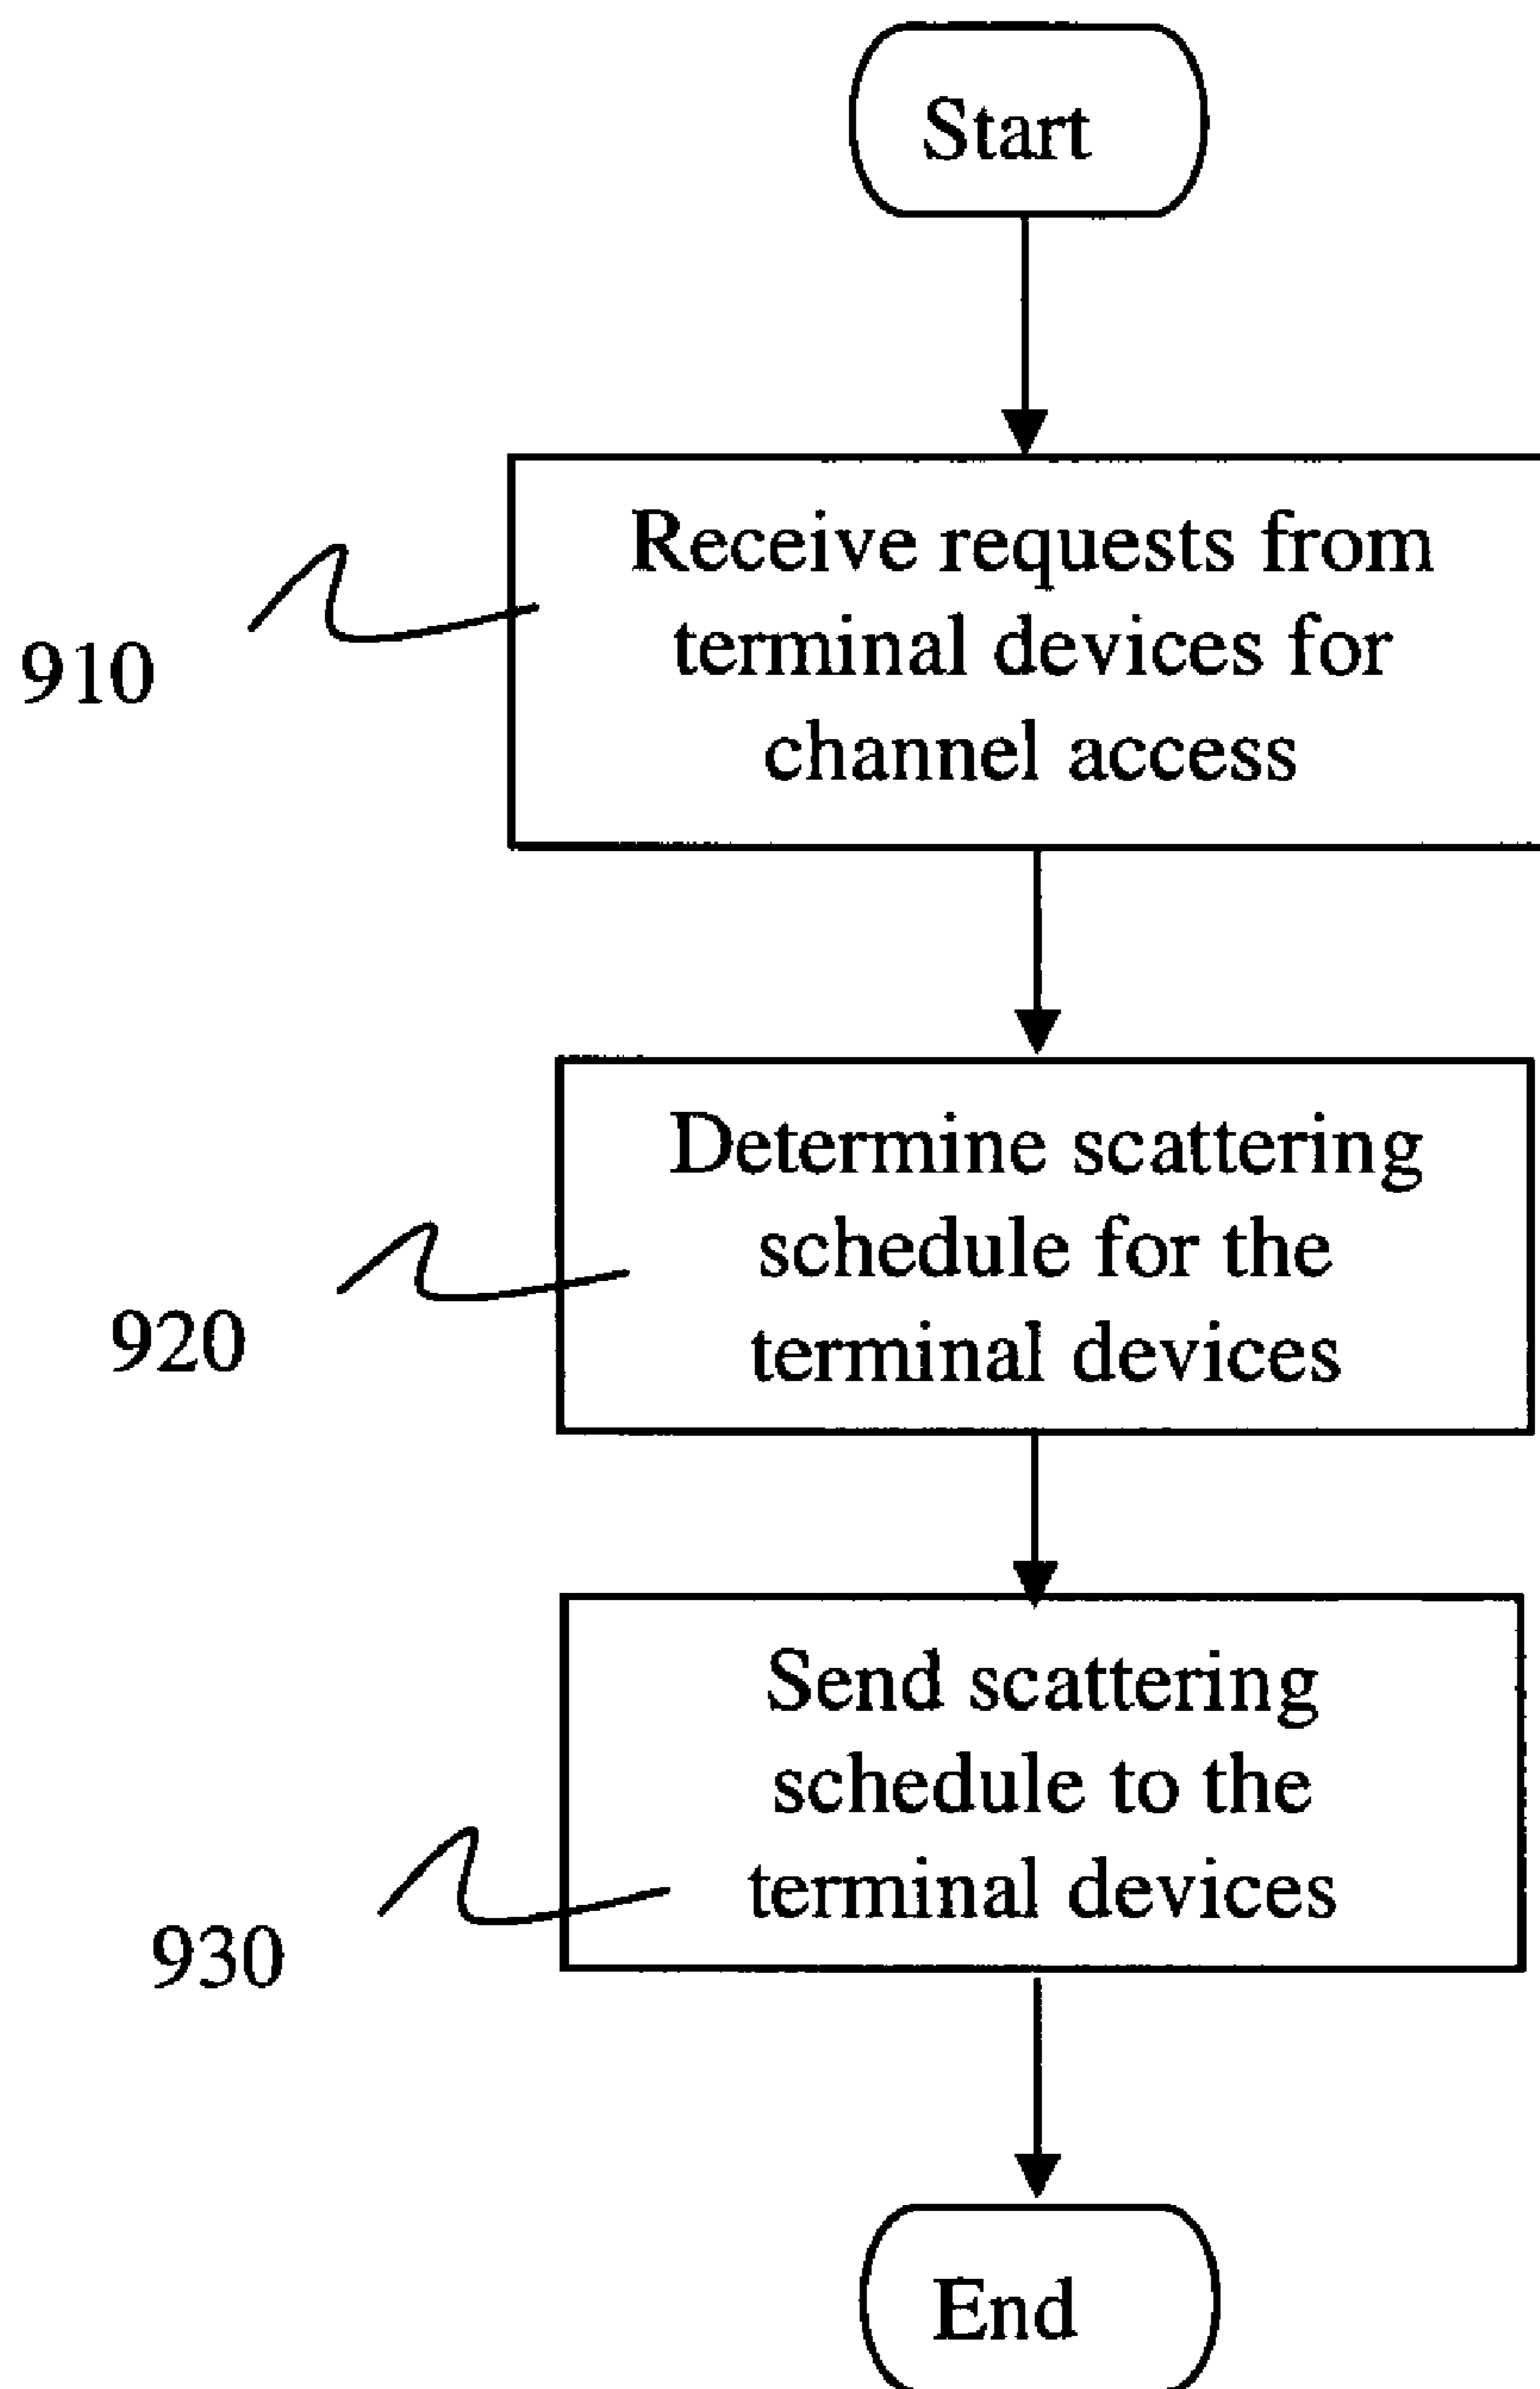 Start
Receive requests from
terminal devices for
channel access
910
Determine scattering
schedule for the
terminal devices
920
Send scattering
schedule to the
terminal devices
930
End